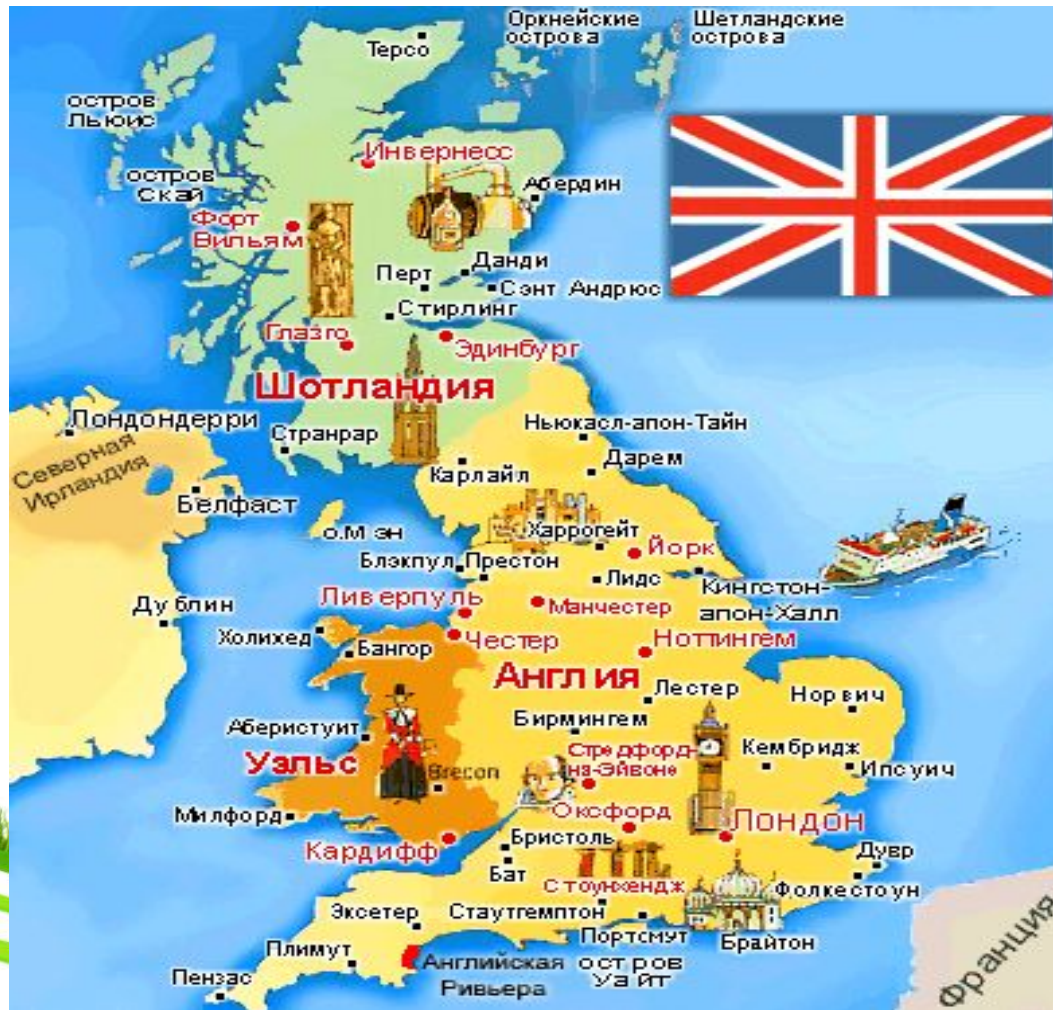 Оркнейские
острова
Шетландские
острова
Терсо
остров
Льюис
остров
Скай
Инвернесс
Абердин
Форт
Вильям
Данди
Перт
Сэнт Андрюс
Стирлинг
Глазго
Эдинбург
Шотландия
Лондондерри
Северная
Ирландия
Странрар
Ньюкасл-апон-Тайн
Дарем
Карлайл
Белфаст
о.Мэн
Харрогейт
Йорк
Блэкпул
Престон
Лидс
Кингстон-
апон-Халл
Дублин
Ливерпуль
Манчестер
Холихед
Честер
Бангор
Ноттингем
Англия
Лестер
Норвич
Аберистуит
Бирмингем
Уэльс
Стредфорд-
на-Эйвоне
Кембридж
Brecon
Ипсуич
Милфорд
Оксфорд
Лондон
Кардифф
Бристоль
Дувр
Бат
Стоунхендж
Фолкестоун
Эксетер
Стаутгемптон
Портсмут
Брайтон
Плимут
Английская
Ривьера
остров
Уайт
Пензас
Франция